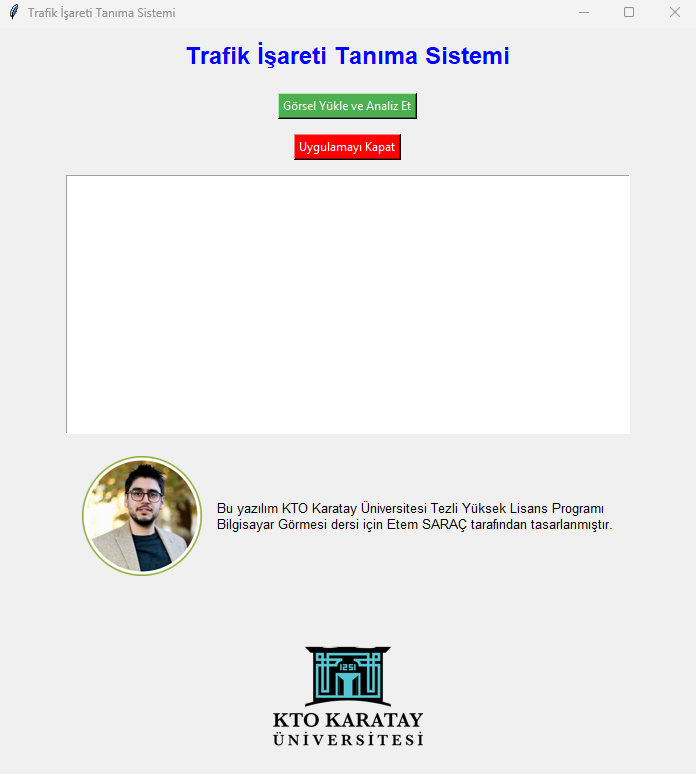 Trafik İşareti Tanıma Sistemi
Trafik İşareti Tanıma Sistemi
Görsel Yükle ve Analiz Et
Uygulamayı Kapat
Bu yazılım KTO Karatay Üniversitesi Tezli Yüksek Lisans Programı
Bilgisayar Görmesi dersi için Etem SARAÇ tarafından tasarlanmıştır.
1251
KTO KARATAY
ÜNİVERSİTESİ